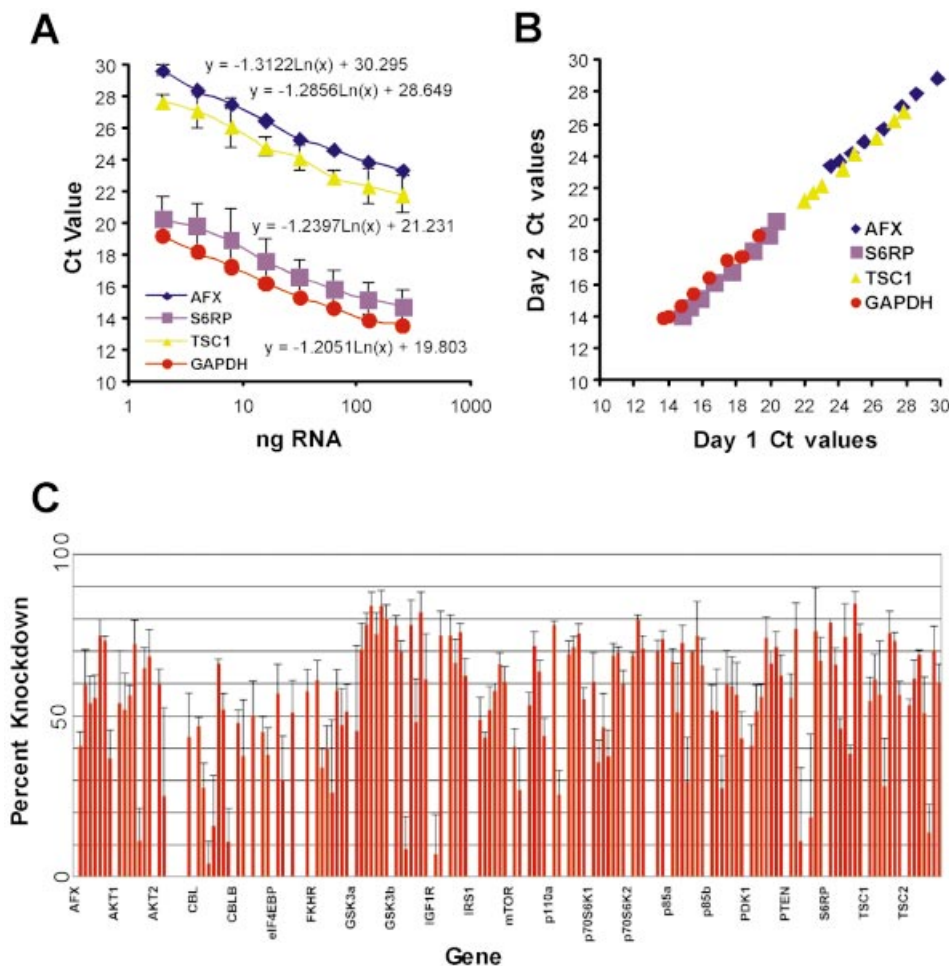 A
30
28
26
24
22
20
18
16
14
12
10
Ct Value
y = -1.3122Ln(x) + 30.295
y = -1.2856Ln(x) + 28.649
y = -1.2397Ln(x) + 21.231
y = -1.2051Ln(x) + 19.803
AFX
S6RP
TSC1
GAPDH
1 10 100 1000
ng RNA
B
30
28
26
24
22
20
18
16
14
12
10
Day 2 Ct values
AFX
S6RP
TSC1
GAPDH
10 12 14 16 18 20 22 24 26 28 30
Day 1 Ct values
C
100
50
0
Percent Knockdown
AFX
AKT1
AKT2
CBL
CBLB
eIF4EBP
FKHR
GSK3a
GSK3b
IGF1R
IRS1
mTOR
p110a
p70S6K1
p70S6K2
p85a
p85b
PDK1
PTEN
S6RP
TSC1
TSC2
Gene